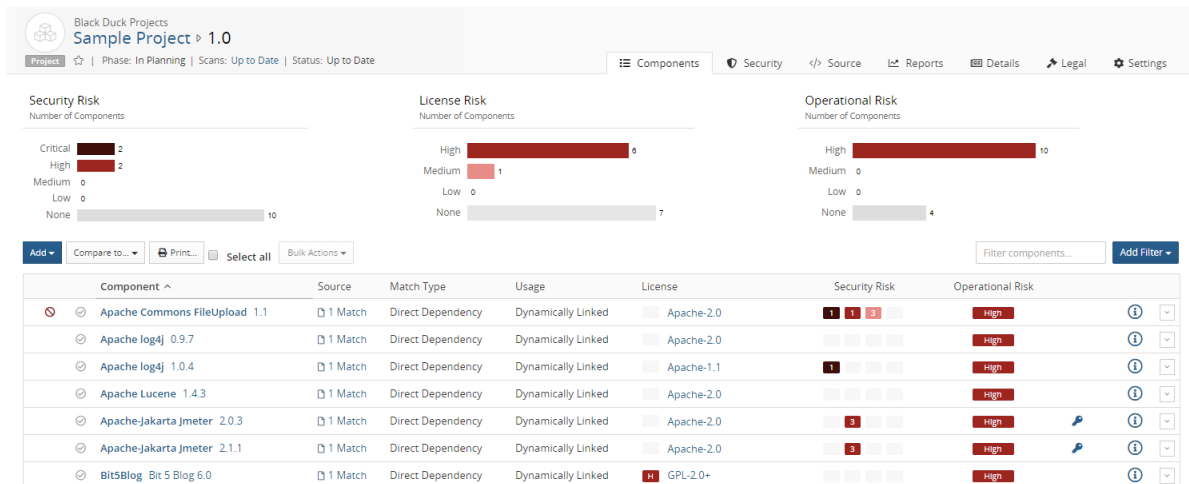 Black Duck Projects
Sample Project ▷ 1.0
Project | Phase: In Planning | Scans: Up to Date | Status: Up to Date
Components Security </> Source Reports Details Legal Settings
Security Risk
Number of Components
Critical 2
High 2
Medium 0
Low 0
None 10
License Risk
Number of Components
High 6
Medium 1
Low 0
None 7
Operational Risk
Number of Components
High 10
Medium 0
Low 0
None 4
Add Compare to... Print... Select all Bulk Actions Filter components... Add Filter
Component Source Match Type Usage License Security Risk Operational Risk
Apache Commons FileUpload 1.1 1 Match Direct Dependency Dynamically Linked Apache-2.0 1 1 3 High
Apache log4j 0.9.7 1 Match Direct Dependency Dynamically Linked Apache-2.0 High
Apache log4j 1.0.4 1 Match Direct Dependency Dynamically Linked Apache-1.1 1 High
Apache Lucene 1.4.3 1 Match Direct Dependency Dynamically Linked Apache-2.0 High
Apache-Jakarta Jmeter 2.0.3 1 Match Direct Dependency Dynamically Linked Apache-2.0 3 High
Apache-Jakarta Jmeter 2.1.1 1 Match Direct Dependency Dynamically Linked Apache-2.0 3 High
Bit5Blog Bit 5 Blog 6.0 1 Match Direct Dependency Dynamically Linked H GPL-2.0+ High